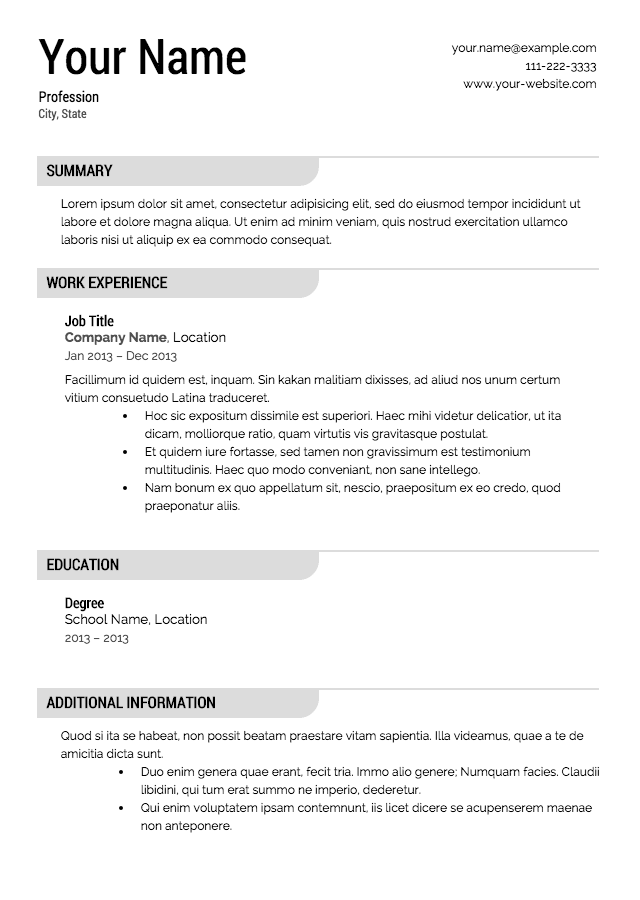 Your Name
your.name@example.com
111-222-3333
www.your-website.com
Profession
City, State
SUMMARY
Lorem ipsum dolor sit amet, consectetur adipisicing elit, sed do eiusmod tempor incididunt ut
labore et dolore magna aliqua. Ut enim ad minim veniam, quis nostrud exercitation ullamco
laboris nisi ut aliquip ex ea commodo consequat.
WORK EXPERIENCE
Job Title
Company Name, Location
Jan 2013 – Dec 2013
Facillimum id quidem est, inquam. Sin kakan malitiam dixisses, ad aliud nos unum certum
vitium consuetudo Latina traduceret.
• Hoc sic expositum dissimile est superiori. Haec mihi videtur delicatior, ut ita
dicam, molliorque ratio, quam virtutis vis gravitasque postulat.
• Et quidem iure fortasse, sed tamen non gravissimum est testimonium
multitudinis. Haec quo modo conveniant, non sane intellego.
• Nam bonum ex quo appellatum sit, nescio, praepositum ex eo credo, quod
praeponatur aliis.
EDUCATION
Degree
School Name, Location
2013 – 2013
ADDITIONAL INFORMATION
Quod si ita se habeat, non possit beatam praestare vitam sapientia. Illa videamus, quae a te de
amicitia dicta sunt.
• Duo enim genera quae erant, fecit tria. Immo alio genere; Numquam facies. Claudii
libidini, qui tum erat summo ne imperio, dederetur.
• Qui enim voluptatem ipsam contemnunt, iis licet dicere se acupenserem maenae
non anteponere.